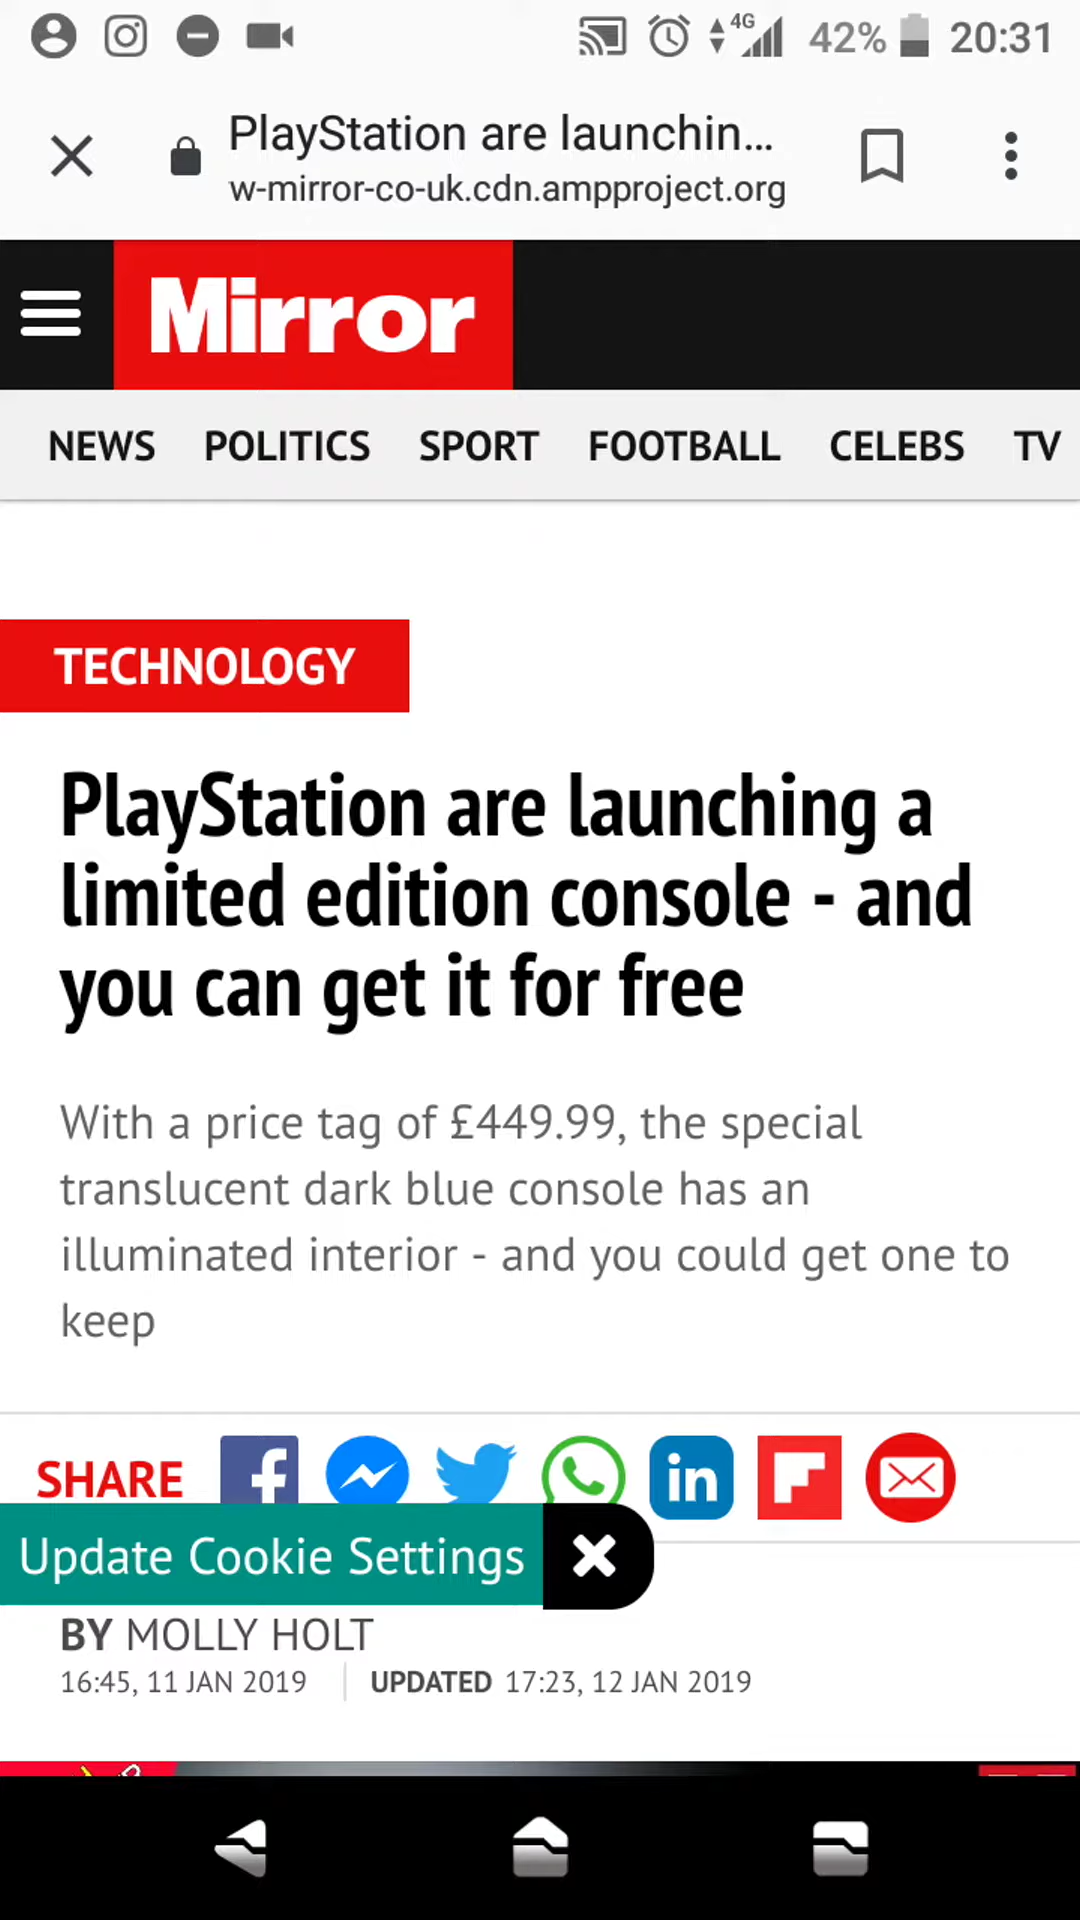 4G 42% 20:31
PlayStation are launchin...
w-mirror-co-uk.cdn.ampproject.org
Mirror
NEWS POLITICS SPORT FOOTBALL CELEBS TV
TECHNOLOGY
PlayStation are launching a
limited edition console - and
you can get it for free
With a price tag of £449.99, the special
translucent dark blue console has an
illuminated interior - and you could get one to
keep
SHARE
Update Cookie Settings
BY MOLLY HOLT
16:45, 11 JAN 2019 UPDATED 17:23, 12 JAN 2019